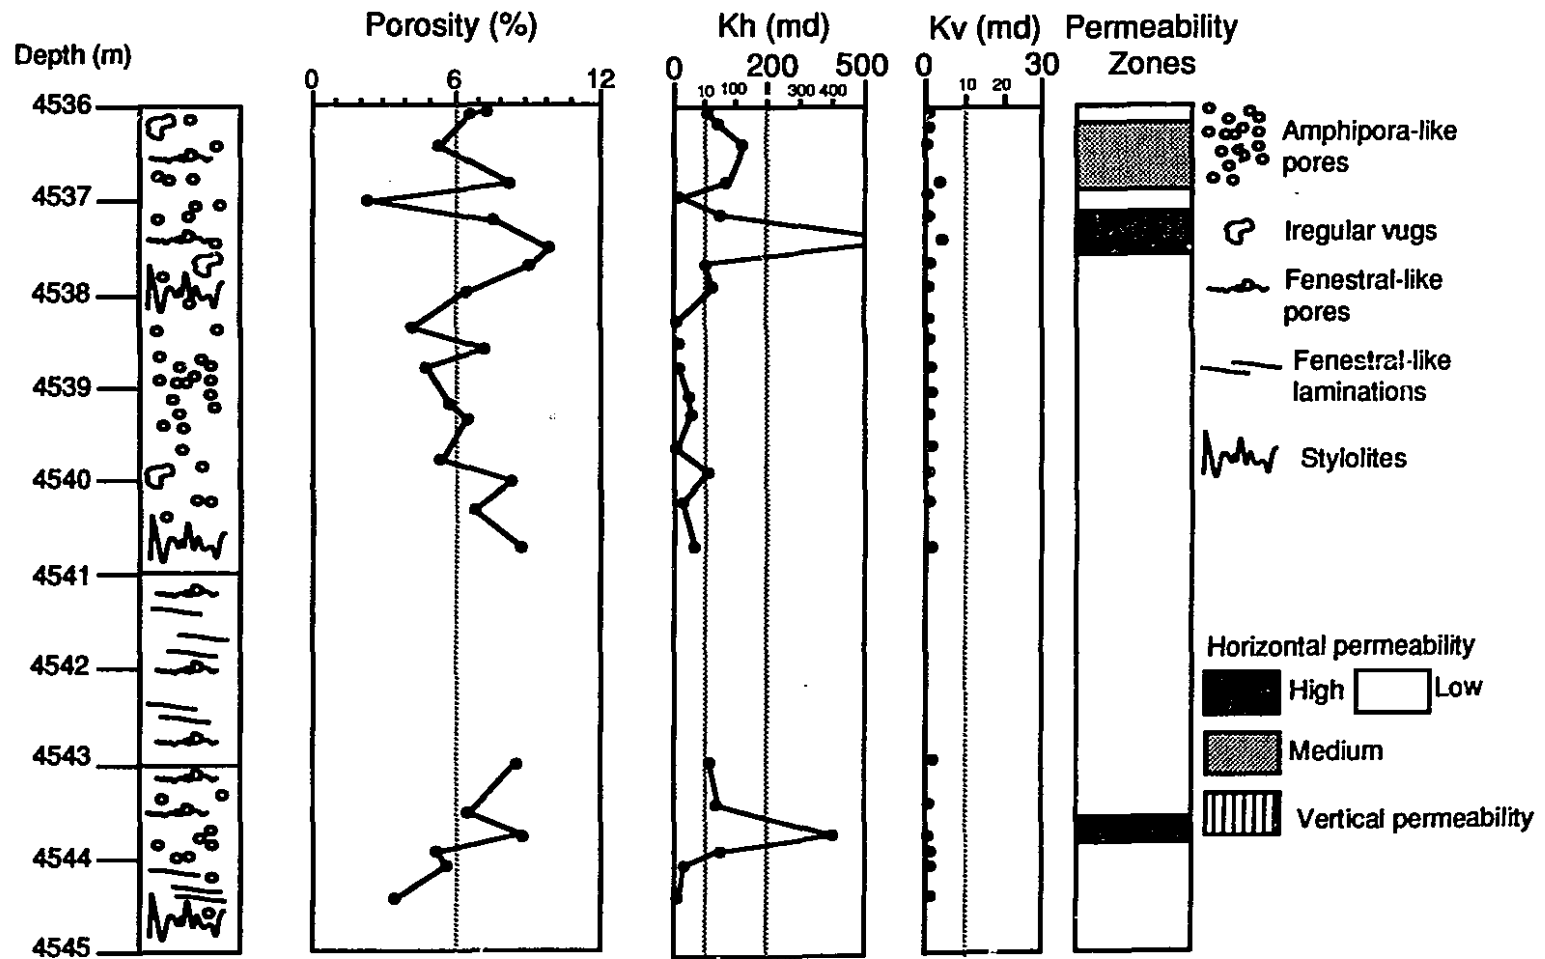 Porosity (%)
Kh (md)
Kv (md)
Permeability
Zones
Depth (m)
0 6 12
0 200 500
10 100 300 400
0 30
10 20
4536
4537
4538
4539
4540
4541
4542
4543
4544
4545
Amphipora-like
pores
Irregular vugs
Fenestral-like
pores
Fenestral-like
laminations
Stylolites
Horizontal permeability
High
Low
Medium
Vertical permeability